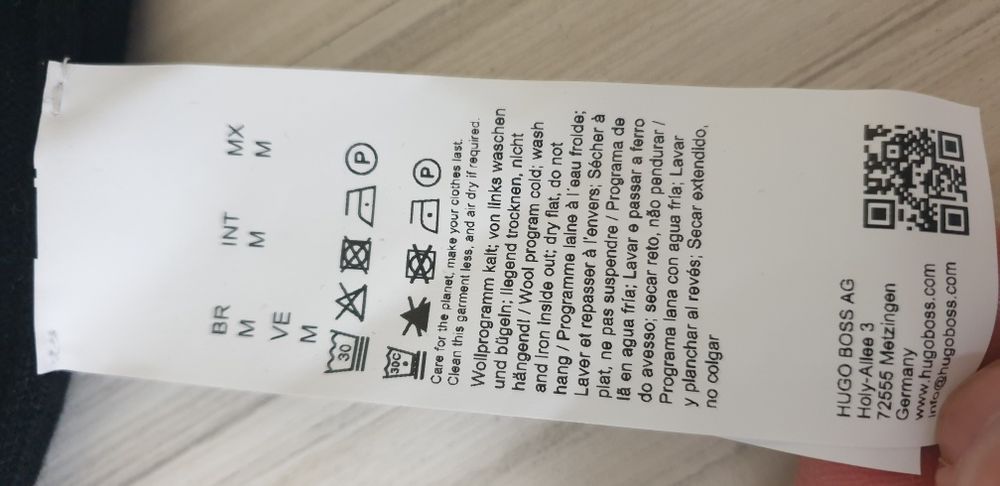 BR INT MX
M M M
VE
M
30 P
30C P
Care for the planet, make your clothes last.
Clean this garment less, and air dry if required.
Wollprogramm kalt; von links waschen
und bügeln; liegend trocknen, nicht
hängend! / Wool program cold; wash
and iron inside out; dry flat, do not
hang / Programme laine à l'eau froide;
Laver et repasser à l'envers; Sécher à
plat, ne pas suspendre / Programa de
lã en agua fría; Lavar e passar a ferro
do avesso; secar reto, não pendurar /
Programa lana con agua fría; Lavar
y planchar al revés; Secar extendido,
no colgar
HUGO BOSS AG
Holy-Allee 3
72555 Metzingen
Germany
www.hugoboss.com
info@hugoboss.com